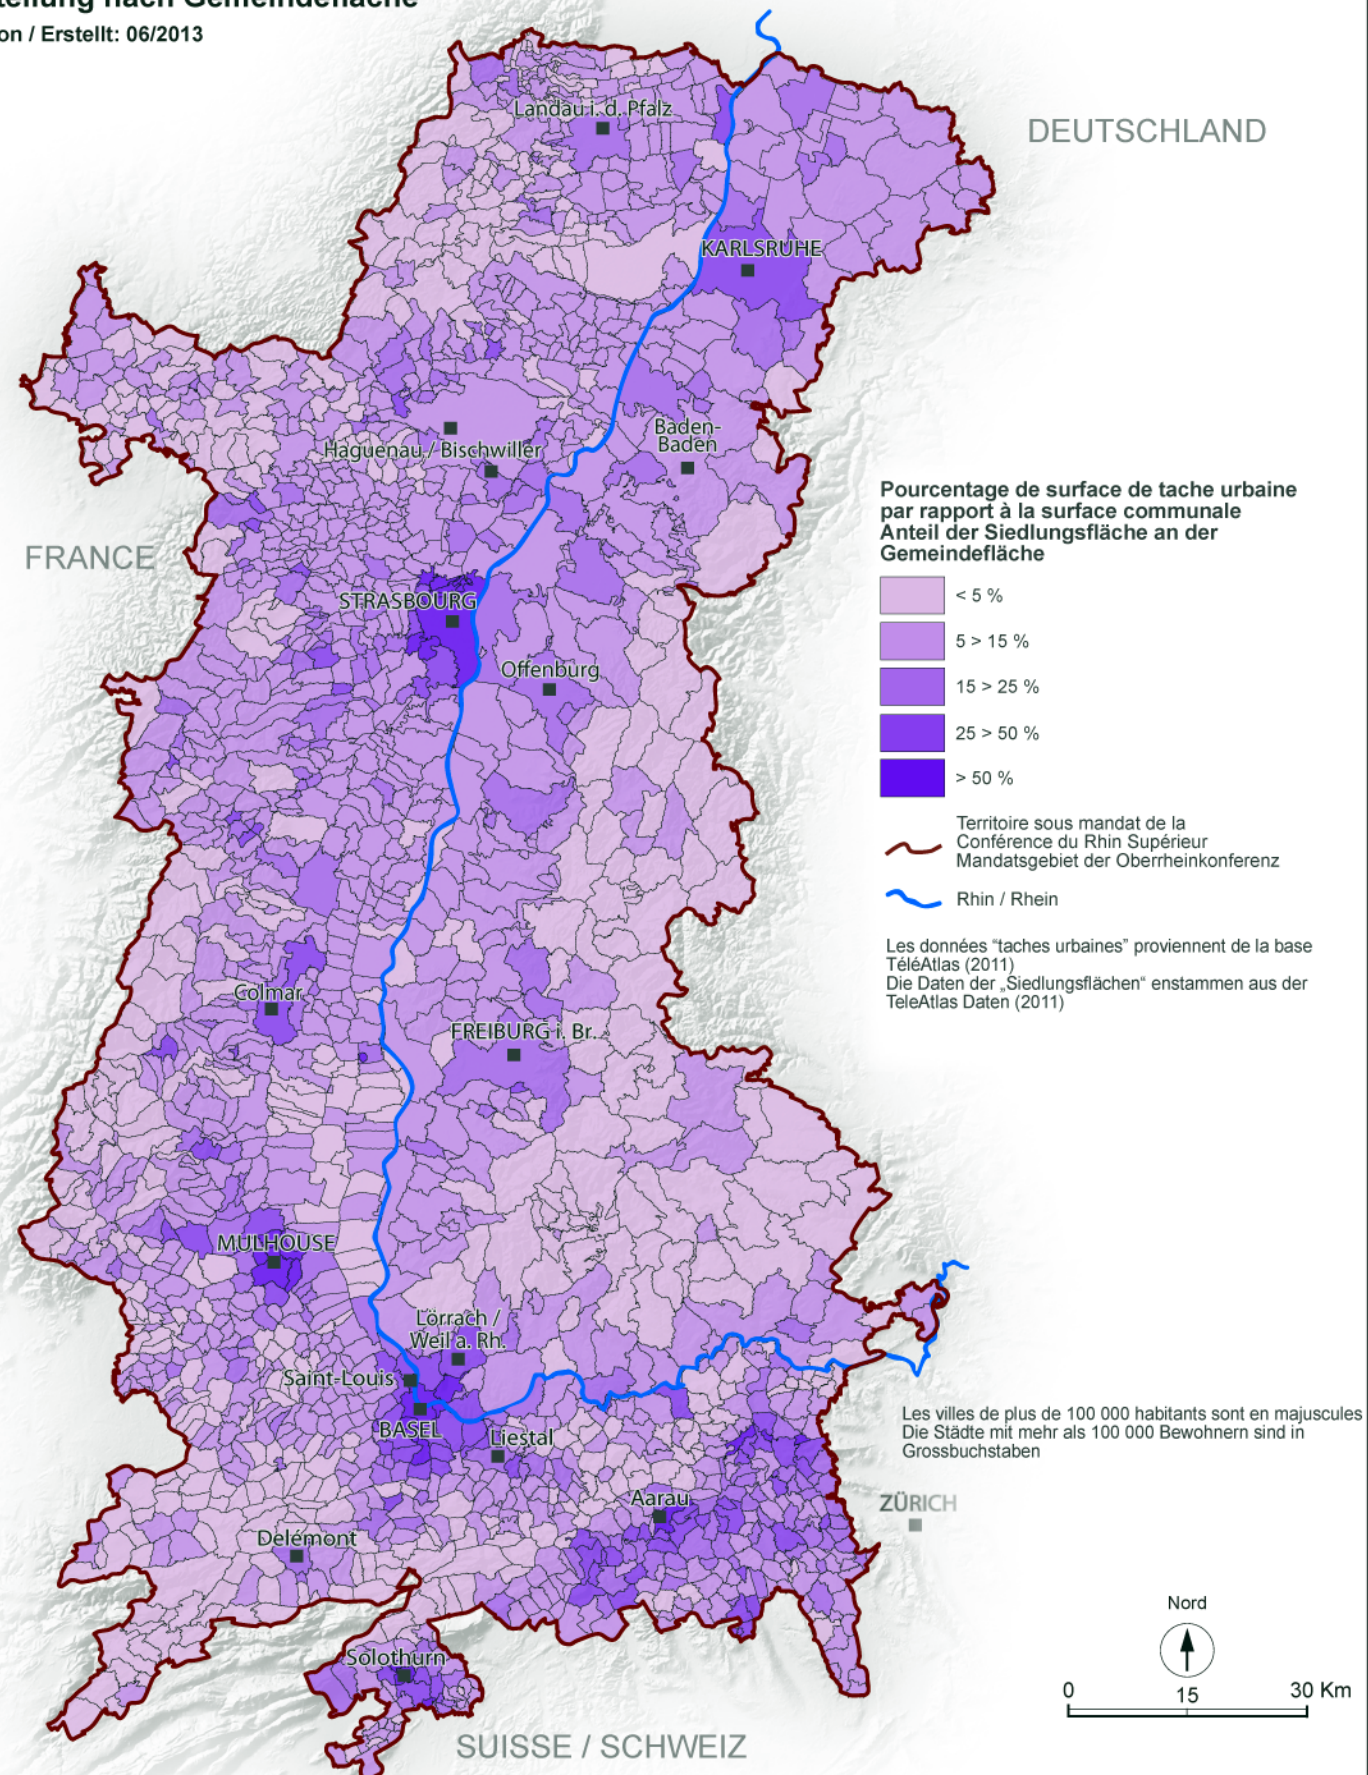 Erstellt: 06/2013
DEUTSCHLAND
Landau i. d. Pfalz
KARLSRUHE
Baden-
Baden
Haguenau / Bischwiller
FRANCE
STRASBOURG
Offenburg
Pourcentage de surface de tache urbaine
par rapport à la surface communale
Anteil der Siedlungsfläche an der
Gemeindefläche
< 5 %
5 > 15 %
15 > 25 %
25 > 50 %
> 50 %
Territoire sous mandat de la
Conférence du Rhin Supérieur
Mandatsgebiet der Oberrheinkonferenz
Rhin / Rhein
Les données “taches urbaines” proviennent de la base
TéléAtlas (2011)
Die Daten der „Siedlungsflächen“ enstammen aus der
TeleAtlas Daten (2011)
Colmar
FREIBURG i. Br.
MULHOUSE
Lörrach /
Weil a. Rh.
Saint-Louis
BASEL
Liestal
Les villes de plus de 100 000 habitants sont en majuscules
Die Städte mit mehr als 100 000 Bewohnern sind in
Grossbuchstaben
Aarau
ZÜRICH
Delémont
Solothurn
SUISSE / SCHWEIZ
Nord
0 15 30 Km